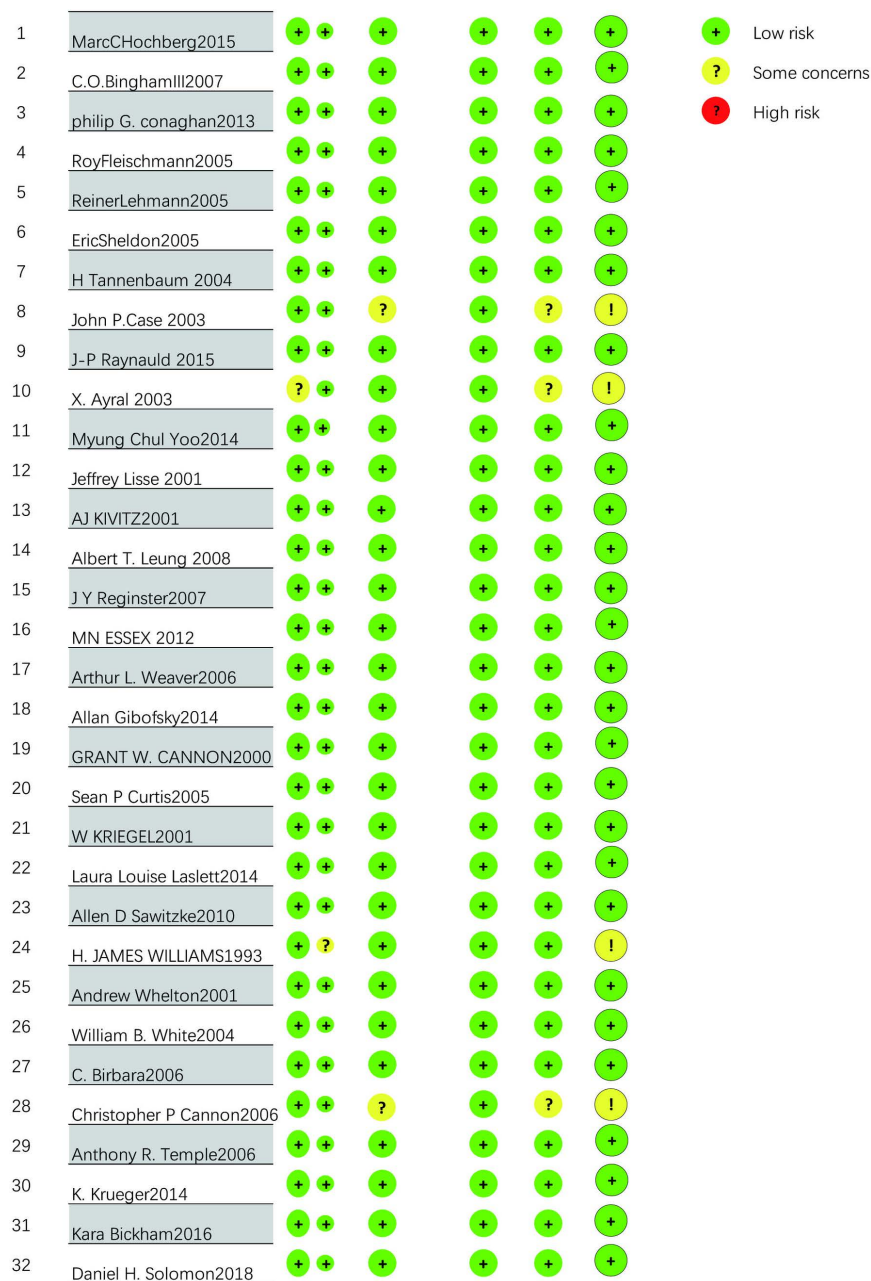 1 MarcCHochberg2015 + + + + + +
2 C.O.BinghamIII2007 + + + + + +
3 philip G. conaghan2013 + + + + + +
4 RoyFleischmann2005 + + + + + +
5 ReinerLehmann2005 + + + + + +
6 EricSheldon2005 + + + + + +
7 H Tannenbaum 2004 + + + + + +
8 John P.Case 2003 + + ? + ? !
9 J-P Raynauld 2015 + + + + + +
10 X. Ayral 2003 ? + + + ? !
11 Myung Chul Yoo2014 + + + + + +
12 Jeffrey Lisse 2001 + + + + + +
13 AJ KIVITZ2001 + + + + + +
14 Albert T. Leung 2008 + + + + + +
15 J Y Reginster2007 + + + + + +
16 MN ESSEX 2012 + + + + + +
17 Arthur L. Weaver2006 + + + + + +
18 Allan Gibofsky2014 + + + + + +
19 GRANT W. CANNON2000 + + + + + +
20 Sean P Curtis2005 + + + + + +
21 W KRIEGEL2001 + + + + + +
22 Laura Louise Laslett2014 + + + + + +
23 Allen D Sawitzke2010 + + + + + +
24 H. JAMES WILLIAMS1993 + ? + + + !
25 Andrew Whelton2001 + + + + + +
26 William B. White2004 + + + + + +
27 C. Birbara2006 + + + + + +
28 Christopher P Cannon2006 + + ? + ? !
29 Anthony R. Temple2006 + + + + + +
30 K. Krueger2014 + + + + + +
31 Kara Bickham2016 + + + + + +
32 Daniel H. Solomon2018 + + + + + +
+ Low risk
? Some concerns
? High risk